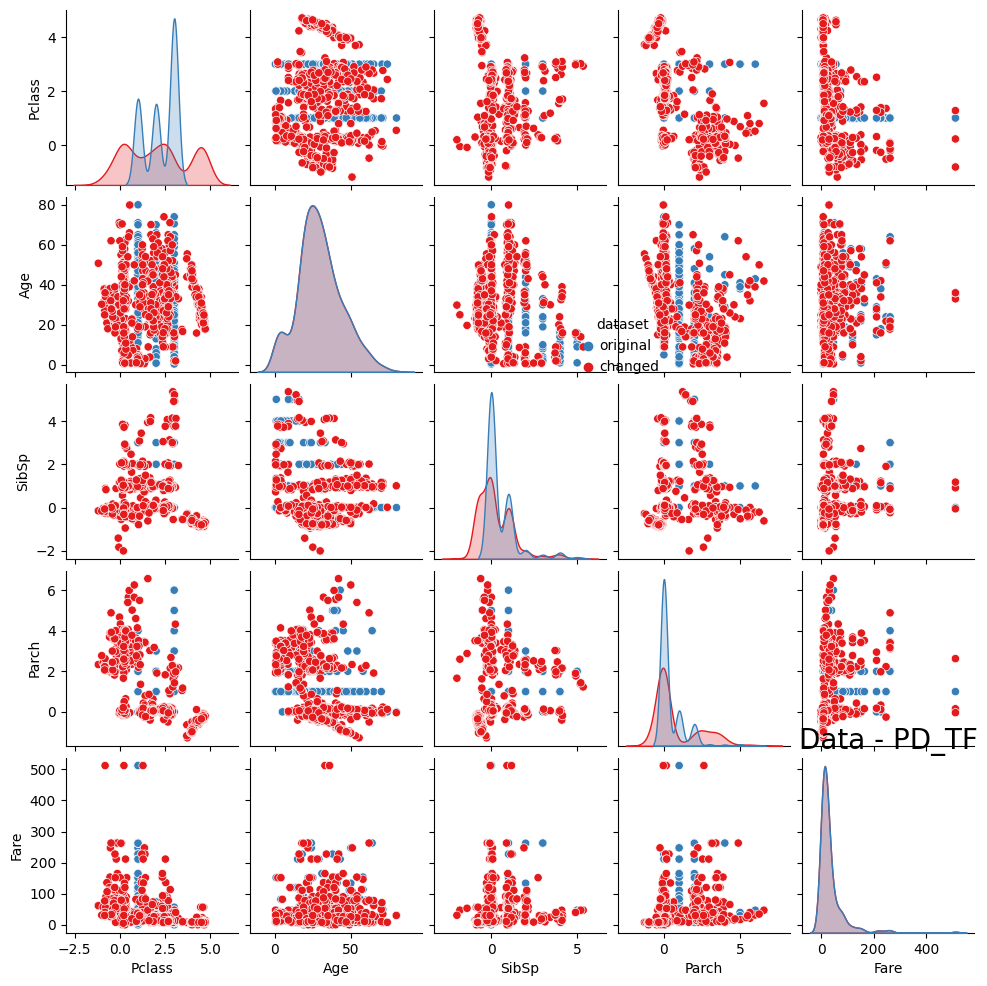 Pclass
4
2
0
Age
80
60
40
20
0
dataset
original
changed
SibSp
4
2
0
−2
Parch
6
4
2
0
Data - PD_TF
Fare
500
400
300
200
100
0
−2.5 0.0 2.5 5.0 0 50 0 5 0 5 0 200 400
Pclass Age SibSp Parch Fare